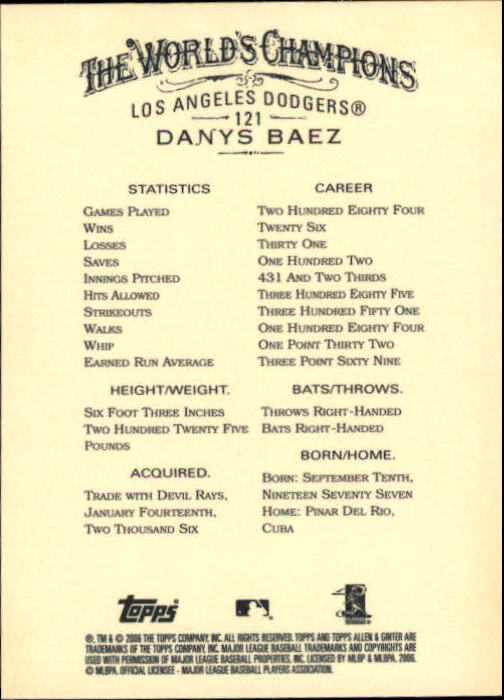 THE WORLD'S CHAMPIONS
LOS ANGELES DODGERS®
121
DANYS BAEZ
STATISTICS
GAMES PLAYED
WINS
LOSSES
SAVES
INNINGS PITCHED
HITS ALLOWED
STRIKEOUTS
WALKS
WHIP
EARNED RUN AVERAGE
CAREER
TWO HUNDRED EIGHTY FOUR
TWENTY SIX
THIRTY ONE
ONE HUNDRED TWO
431 AND TWO THIRDS
THREE HUNDRED EIGHTY FIVE
THREE HUNDRED FIFTY ONE
ONE HUNDRED EIGHTY FOUR
ONE POINT THIRTY TWO
THREE POINT SIXTY NINE
HEIGHT/WEIGHT.
SIX FOOT THREE INCHES
TWO HUNDRED TWENTY FIVE
POUNDS
ACQUIRED.
TRADE WITH DEVIL RAYS,
JANUARY FOURTEENTH,
TWO THOUSAND SIX
BATS/THROWS.
THROWS RIGHT-HANDED
BATS RIGHT-HANDED
BORN/HOME.
BORN: SEPTEMBER TENTH,
NINETEEN SEVENTY SEVEN
HOME: PINAR DEL RIO,
CUBA
Topps
®, TM & © 2006 THE TOPPS COMPANY, INC. ALL RIGHTS RESERVED. TOPPS AND TOPPS ALLEN & GINTER ARE
TRADEMARKS OF THE TOPPS COMPANY, INC. MAJOR LEAGUE BASEBALL TRADEMARKS AND COPYRIGHTS ARE
USED WITH PERMISSION OF MAJOR LEAGUE BASEBALL PROPERTIES, INC. LICENSED BY MLBP & MLBPA, 2006.
© MLBPA, OFFICIAL LICENSEE - MAJOR LEAGUE BASEBALL PLAYERS ASSOCIATION.